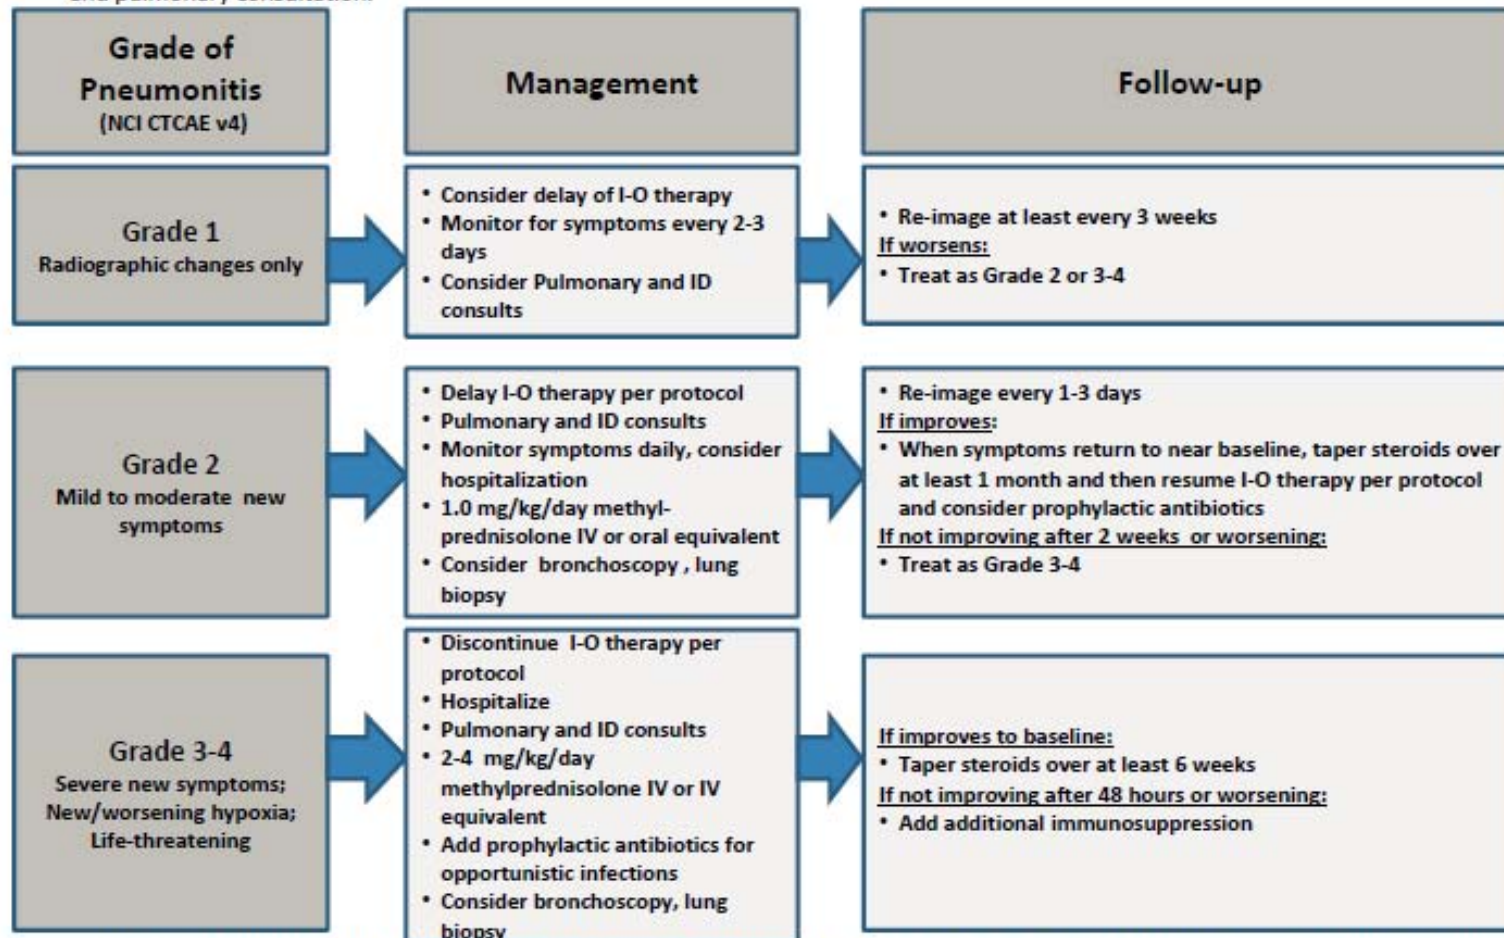 Grade of
Pneumonitis
(NCI CTCAE v4)
Management
Follow-up
Grade 1
Radiographic changes only
• Consider delay of I-O therapy
• Monitor for symptoms every 2-3
days
• Consider Pulmonary and ID
consults
• Re-image at least every 3 weeks
If worsens:
• Treat as Grade 2 or 3-4
Grade 2
Mild to moderate new
symptoms
• Delay I-O therapy per protocol
• Pulmonary and ID consults
• Monitor symptoms daily, consider
hospitalization
• 1.0 mg/kg/day methyl-
prednisolone IV or oral equivalent
• Consider bronchoscopy , lung
biopsy
• Re-image every 1-3 days
If improves:
• When symptoms return to near baseline, taper steroids over
at least 1 month and then resume I-O therapy per protocol
and consider prophylactic antibiotics
If not improving after 2 weeks or worsening:
• Treat as Grade 3-4
Grade 3-4
Severe new symptoms;
New/worsening hypoxia;
Life-threatening
• Discontinue I-O therapy per
protocol
• Hospitalize
• Pulmonary and ID consults
• 2-4 mg/kg/day
methylprednisolone IV or IV
equivalent
• Add prophylactic antibiotics for
opportunistic infections
• Consider bronchoscopy, lung
biopsy
If improves to baseline:
• Taper steroids over at least 6 weeks
If not improving after 48 hours or worsening:
• Add additional immunosuppression